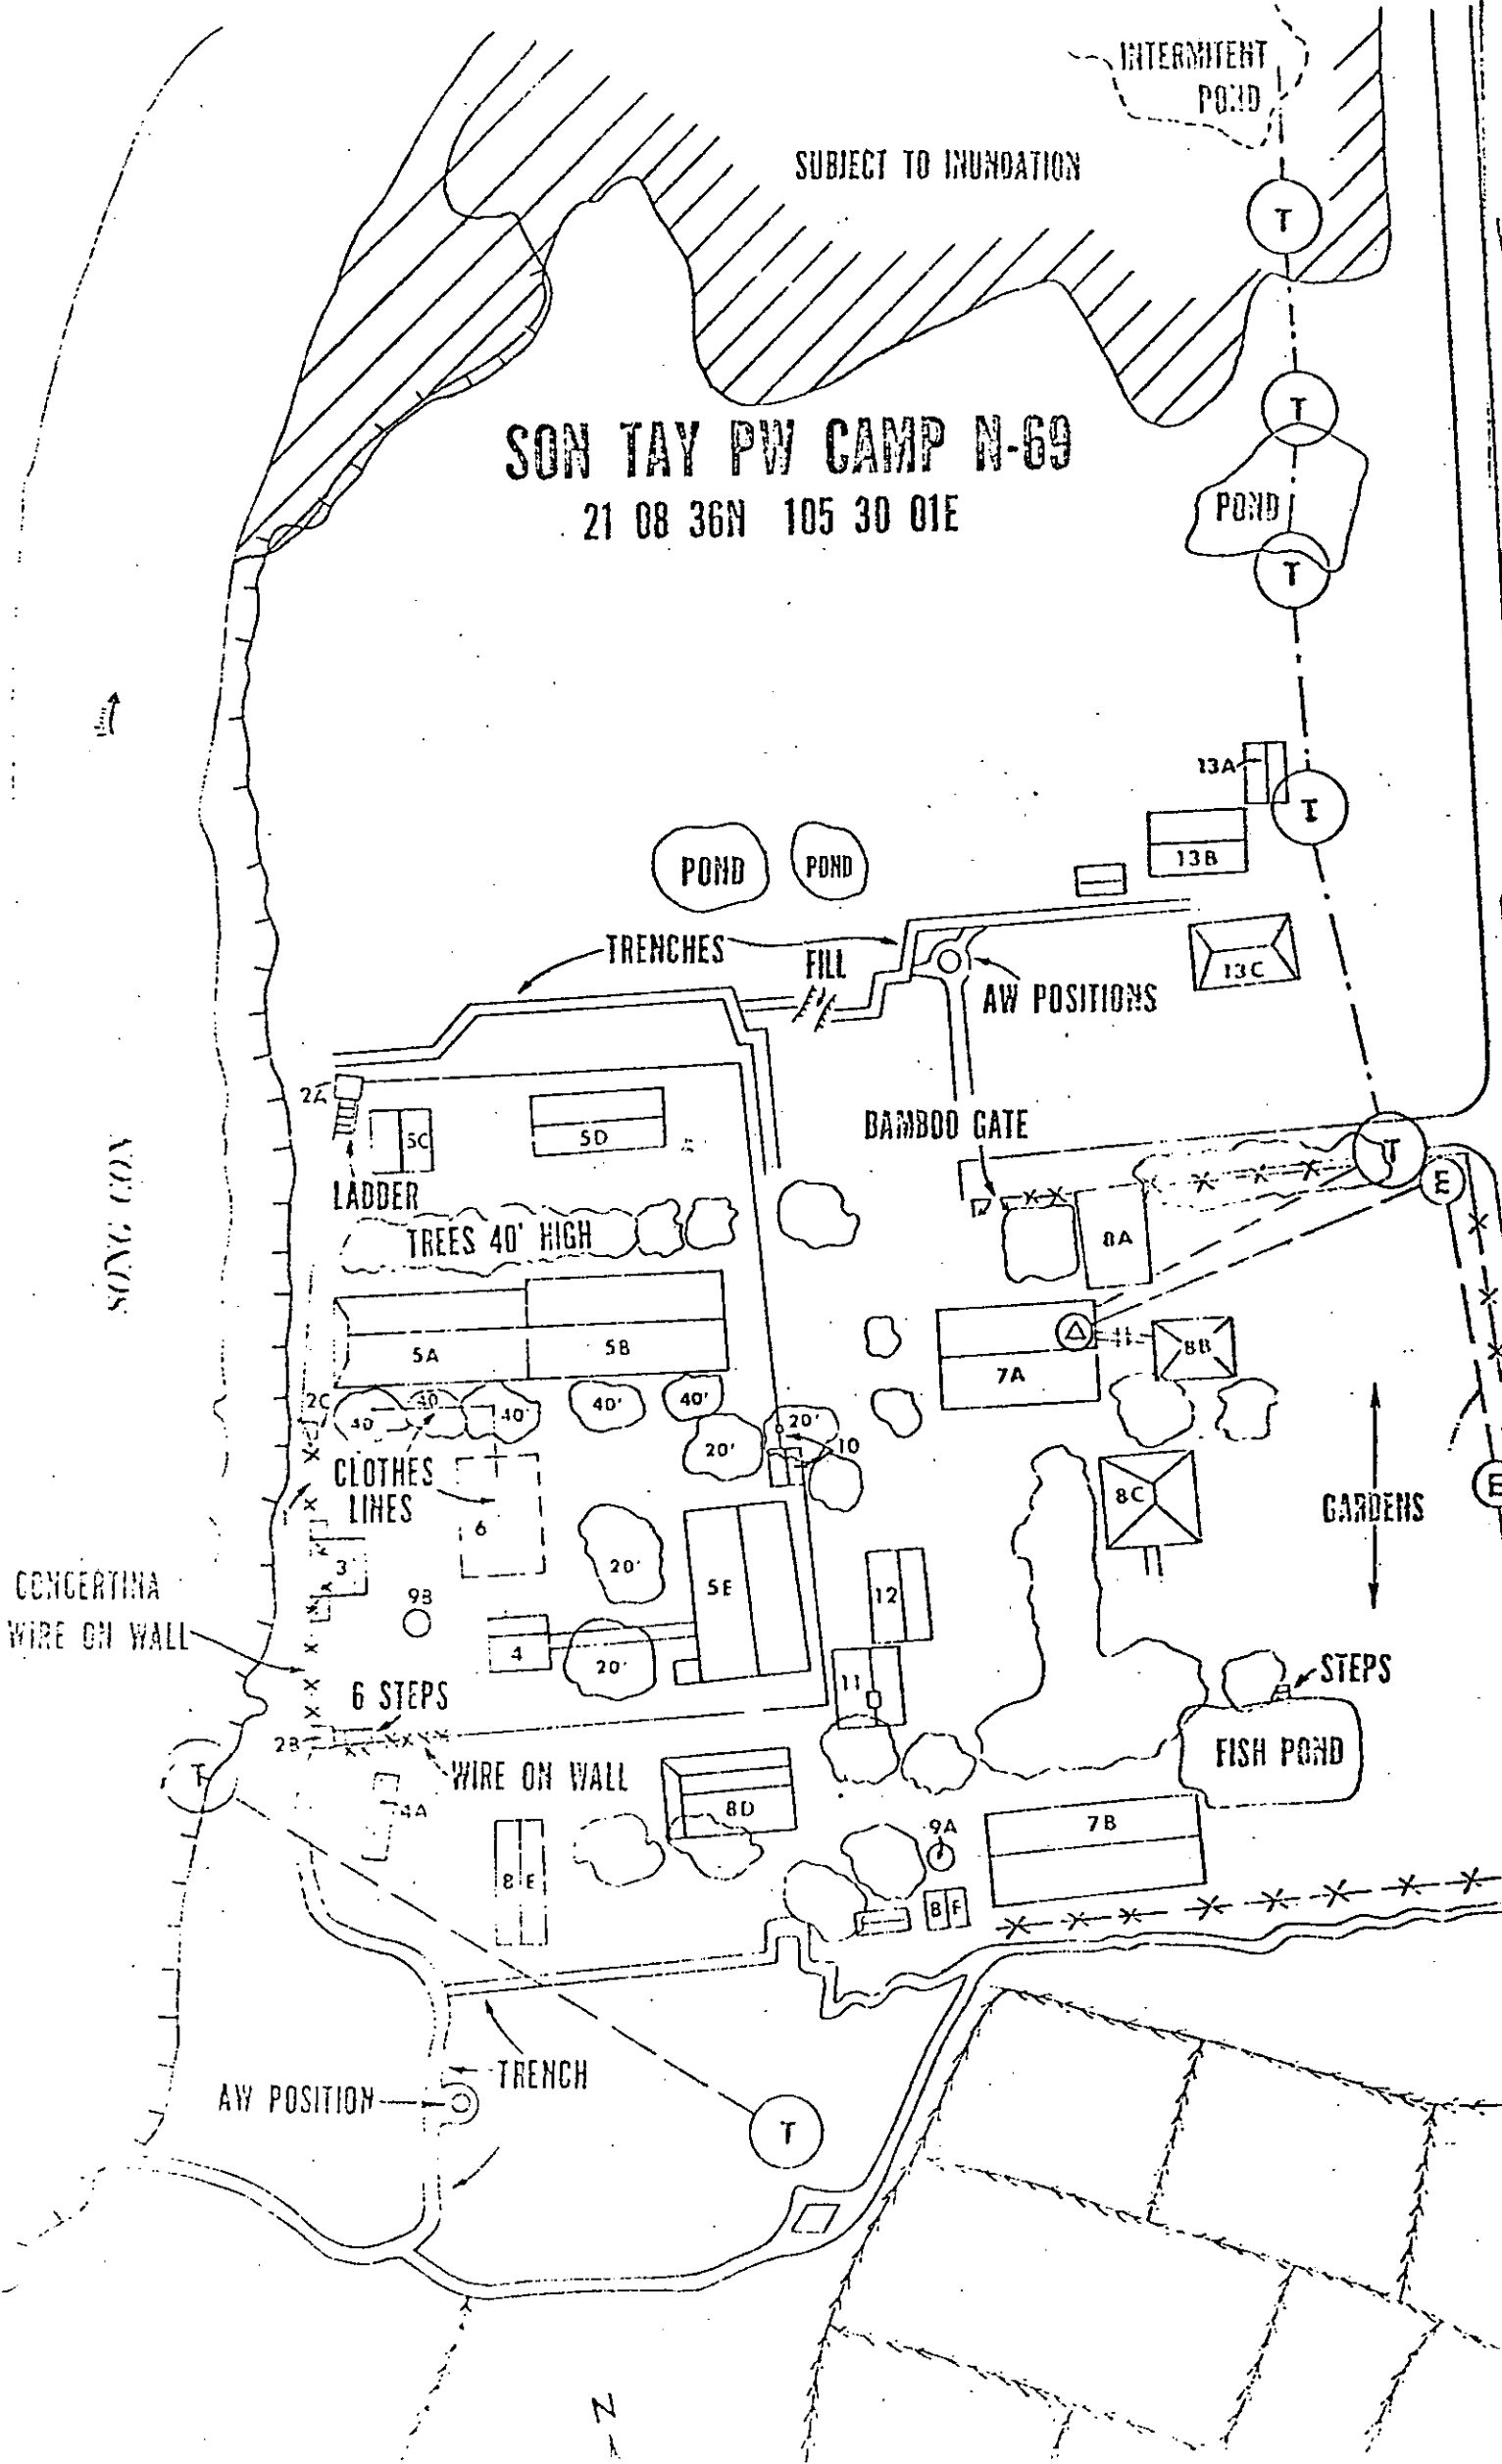 INTERMITENT
POND
SUBJECT TO INUNDATION
T
SON TAY PW CAMP N-69
21 08 36N 105 30 01E
T
POND
T
13A
T
13B
POND
POND
TRENCHES
FILL
13C
AW POSITIONS
2A
5C
5D
BAMBOO GATE
T
E
LADDER
TREES 40' HIGH
8A
SONG CON
5A
5B
7A
8B
2C
40
40
40'
40'
40'
20'
20'
10
CLOTHES
LINES
6
8C
E
GARDENS
3
20'
5E
12
CONCERTINA
WIRE ON WALL
9B
4
20'
11
STEPS
6 STEPS
2B
T
WIRE ON WALL
FISH POND
4A
8D
9A
7B
8E
8F
TRENCH
AW POSITION
T
N